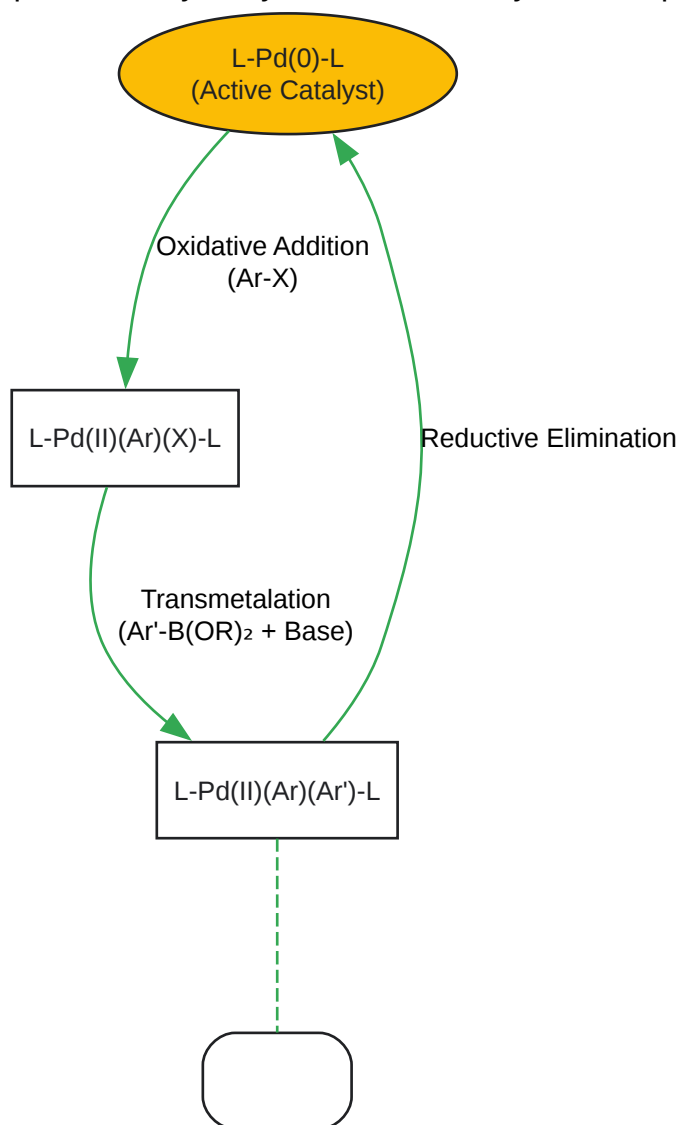 L-Pd(0)-L
(Active Catalyst)
Oxidative Addition
(Ar-X)
L-Pd(II)(Ar)(X)-L
Reductive Elimination
Transmetalation
(Ar'-B(OR)₂ + Base)
L-Pd(II)(Ar)(Ar')-L